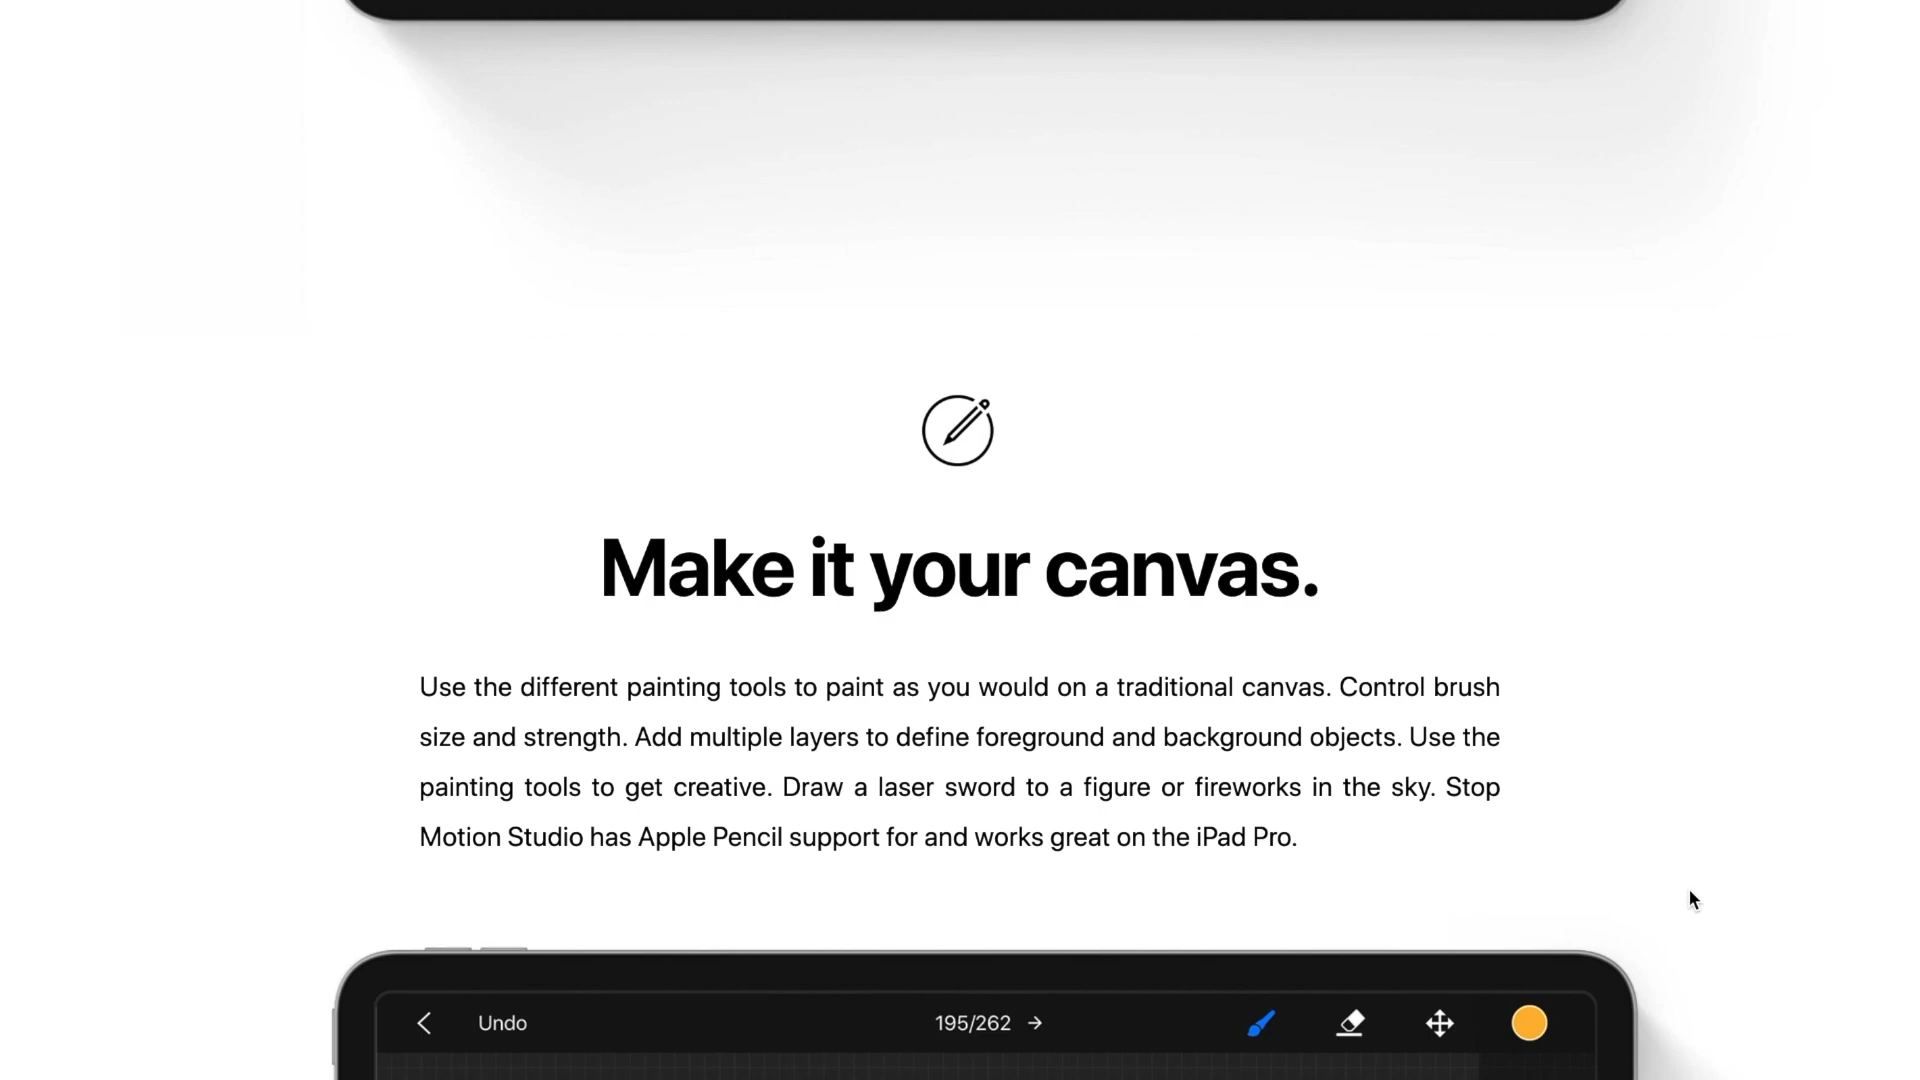 Make it your canvas.
Use the different painting tools to paint as you would on a traditional canvas. Control brush
size and strength. Add multiple layers to define foreground and background objects. Use the
painting tools to get creative. Draw a laser sword to a figure or fireworks in the sky. Stop
Motion Studio has Apple Pencil support for and works great on the iPad Pro.
Undo 195/262 →